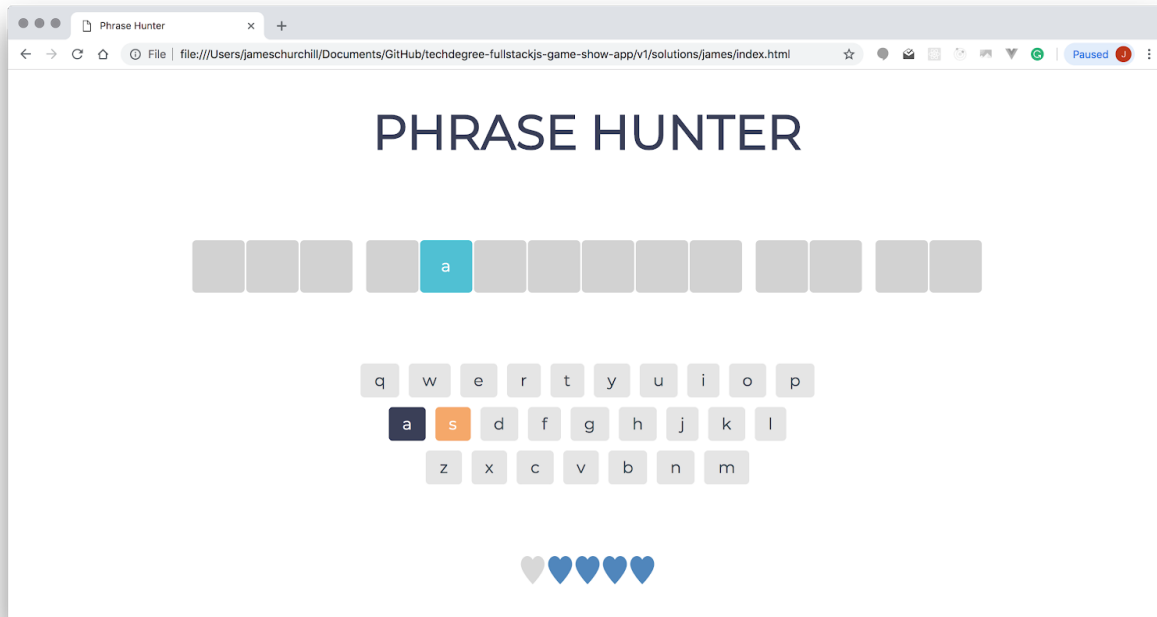 Phrase Hunter
File file:///Users/jameschurchill/Documents/GitHub/techdegree-fullstackjs-game-show-app/v1/solutions/james/index.html Paused J
PHRASE HUNTER
a
q w e r t y u i o p
a s d f g h j k l
z x c v b n m